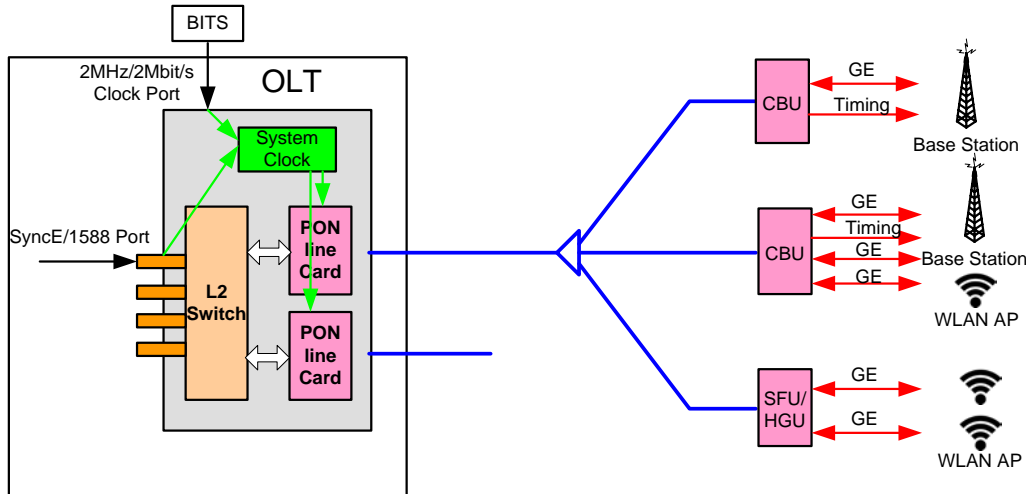 BITS
2MHz/2Mbit/s
Clock Port
OLT
System
Clock
SyncE/1588 Port
L2
Switch
PON
line
Card
PON
line
Card
CBU
GE
Timing
Base Station
CBU
GE
Timing
GE
GE
Base Station
WLAN AP
SFU/
HGU
GE
GE
WLAN AP